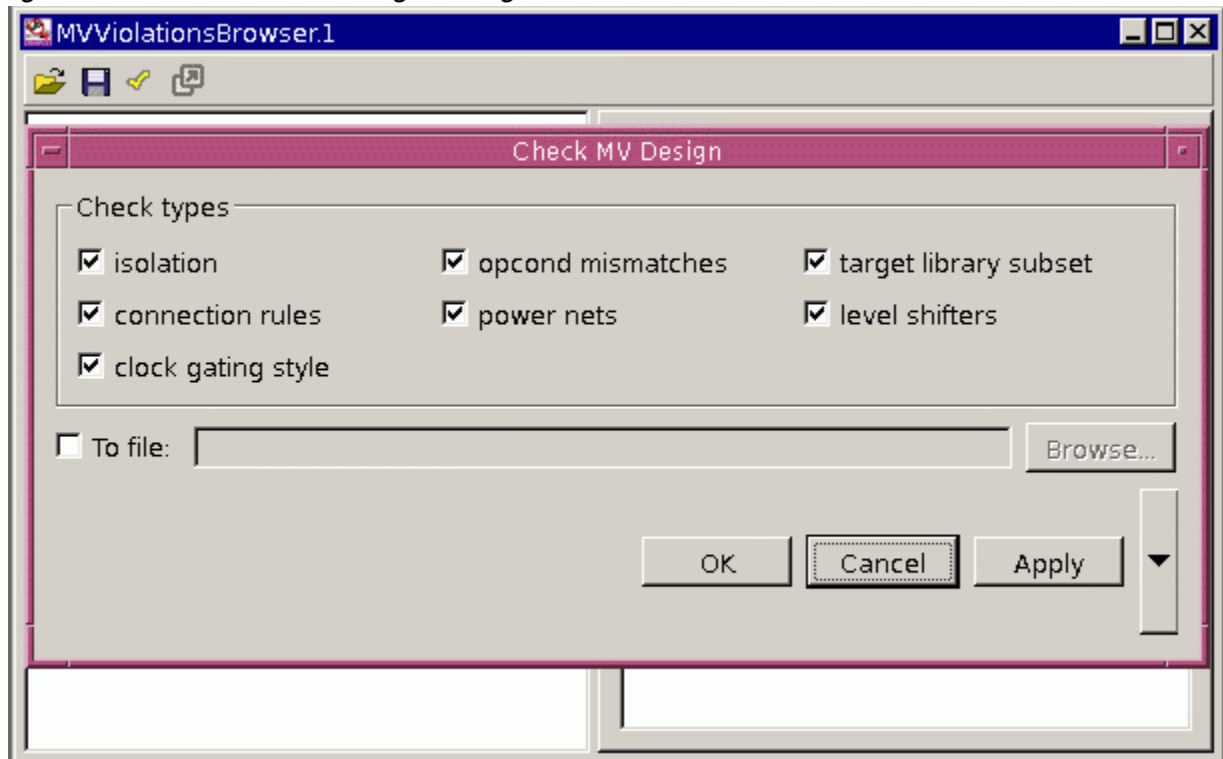 MVViolationsBrowser.1
Check MV Design
Check types
isolation opcond mismatches target library subset
connection rules power nets level shifters
clock gating style
To file: Browse...
OK Cancel Apply